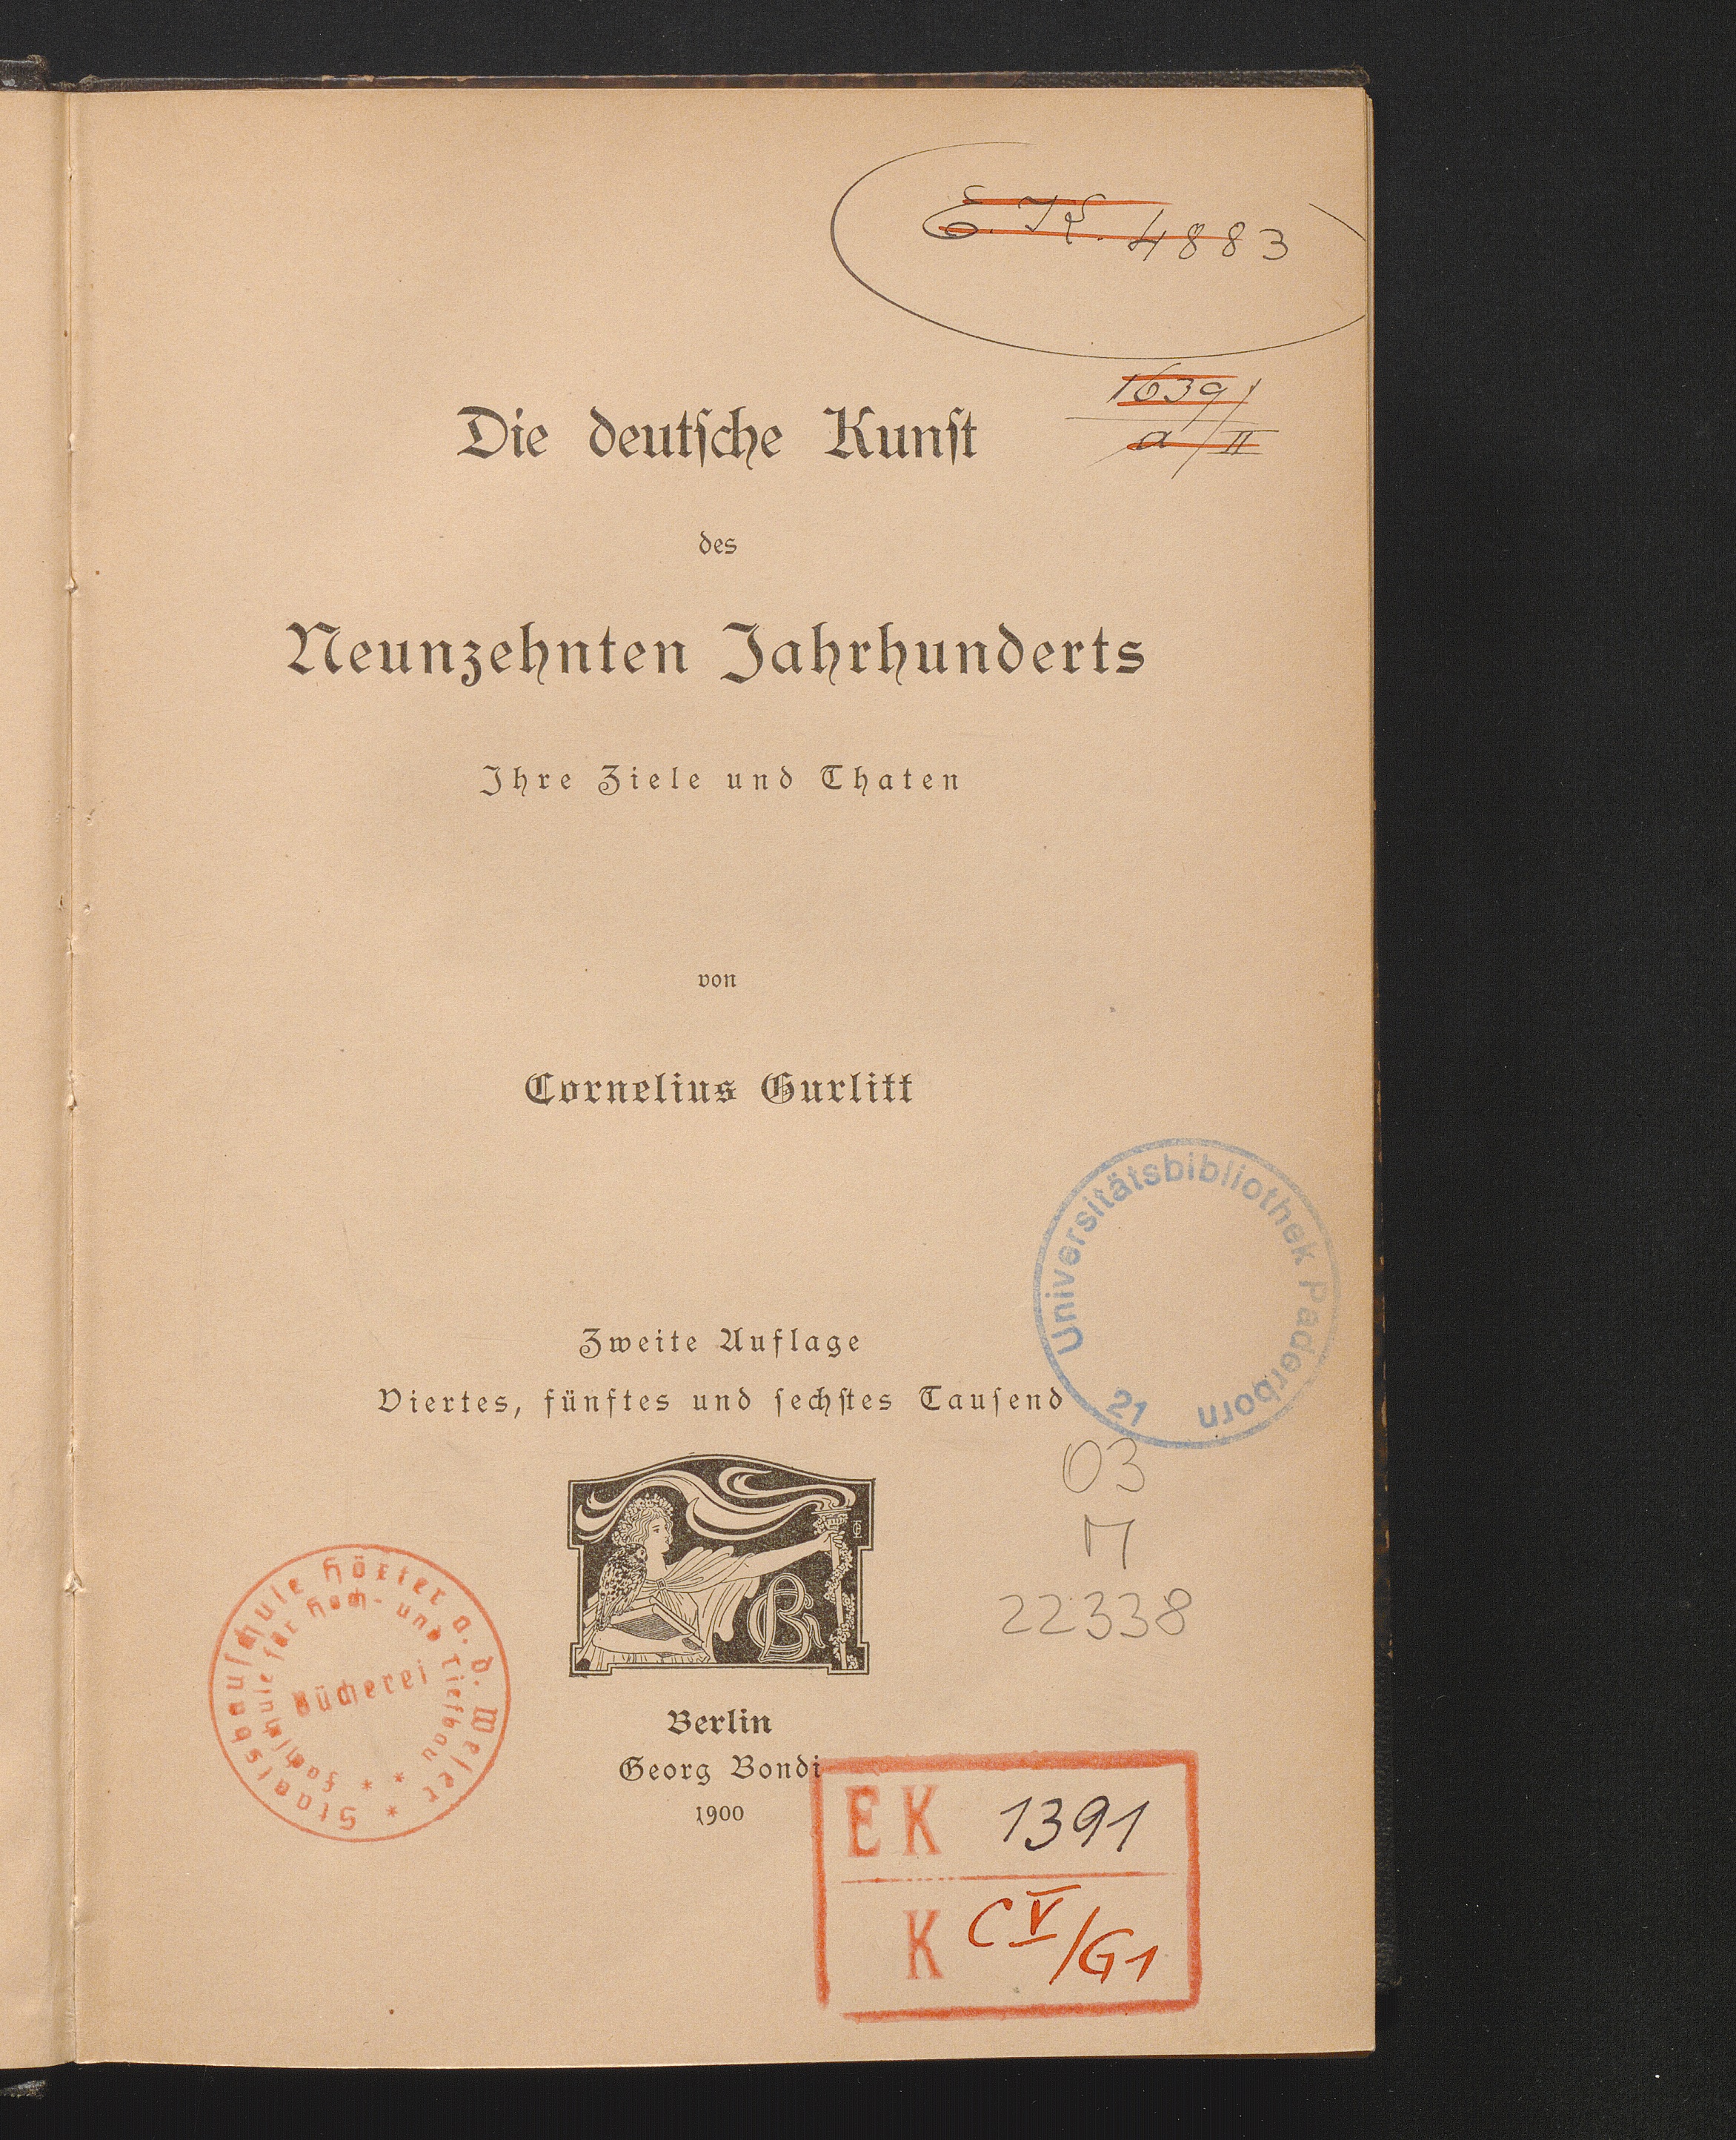 E. K. 4883
1639/
a/II
Die deutſche Kunſt
des
Neunzehnten Jahrhunderts
Ihre Ziele und Thaten
von
Cornelius Gurlitt
Universitätsbibliothek Paderborn
21
Zweite Auflage
Viertes, fünftes und ſechſtes Tauſend
03
M
22338
GB
Staatsbauſchule Höxter a. d. Weſer
Fachſchule für Hoch- und Tiefbau
Bücherei
Berlin
Georg Bondi
1900
EK 1391
K CV/G1